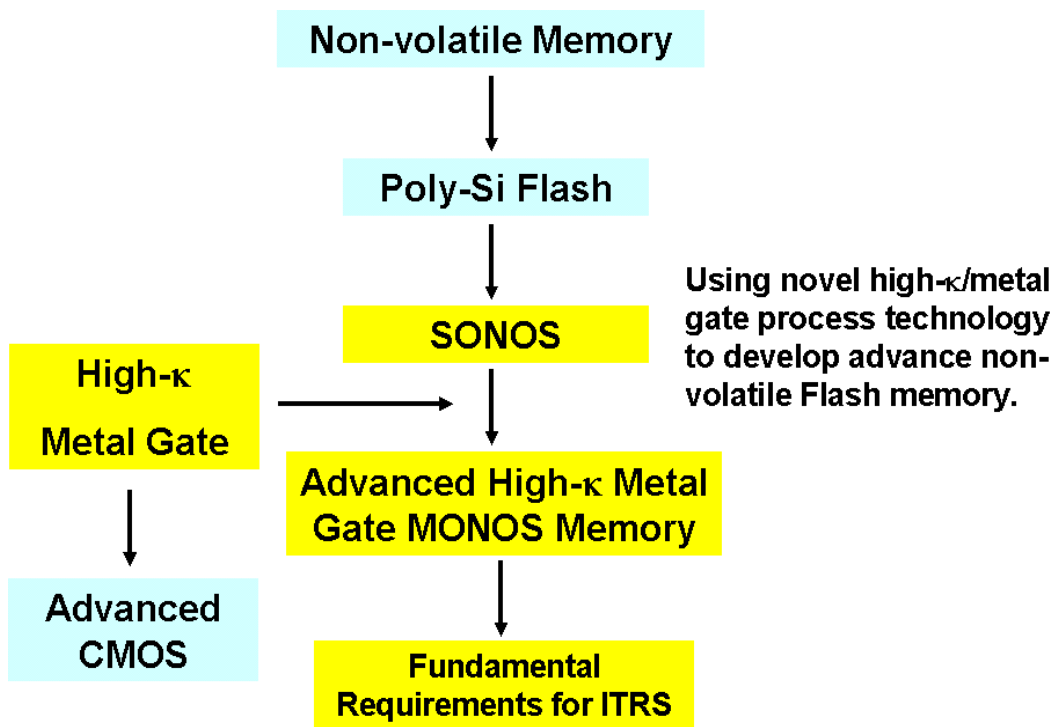 Non-volatile Memory
Poly-Si Flash
Using novel high-κ/metal
gate process technology
to develop advance non-
volatile Flash memory.
SONOS
High-κ
Metal Gate
Advanced High-κ Metal
Gate MONOS Memory
Advanced
CMOS
Fundamental
Requirements for ITRS